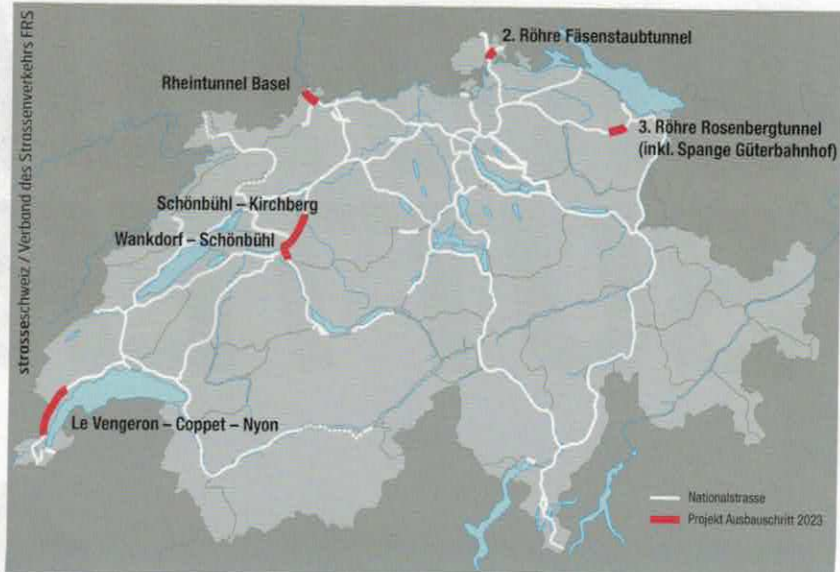 strasseschweiz / Verband des Strassenverkehrs FRS
2. Röhre Fäsenstaubtunnel
Rheintunnel Basel
3. Röhre Rosenbergtunnel
(inkl. Spange Güterbahnhof)
Schönbühl – Kirchberg
Wankdorf – Schönbühl
Le Vengeron – Coppet – Nyon
Nationalstrasse
Projekt Ausbauschritt 2023